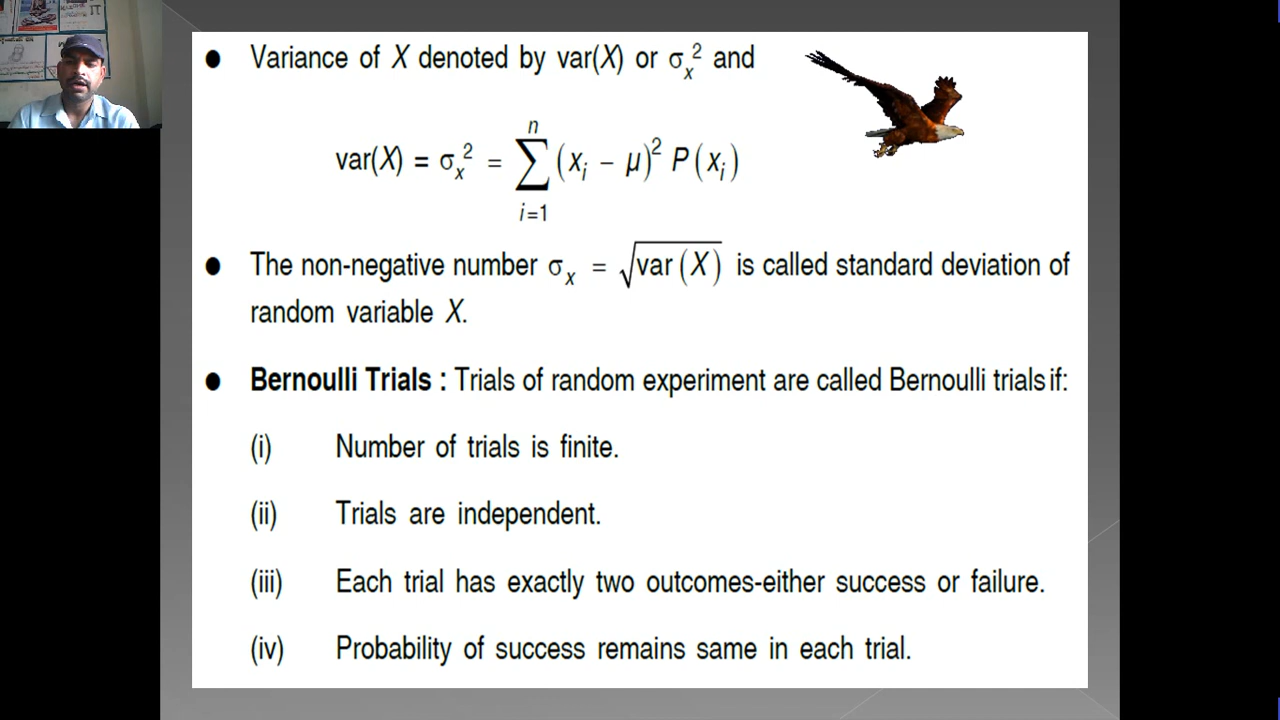 ● Variance of X denoted by var(X) or σₓ² and
var(X) = σₓ² = ∑ᵢ₌₁ⁿ (xᵢ − μ)² P(xᵢ)
● The non-negative number σₓ = √var(X) is called standard deviation of
random variable X.
● Bernoulli Trials : Trials of random experiment are called Bernoulli trials if:
(i) Number of trials is finite.
(ii) Trials are independent.
(iii) Each trial has exactly two outcomes-either success or failure.
(iv) Probability of success remains same in each trial.